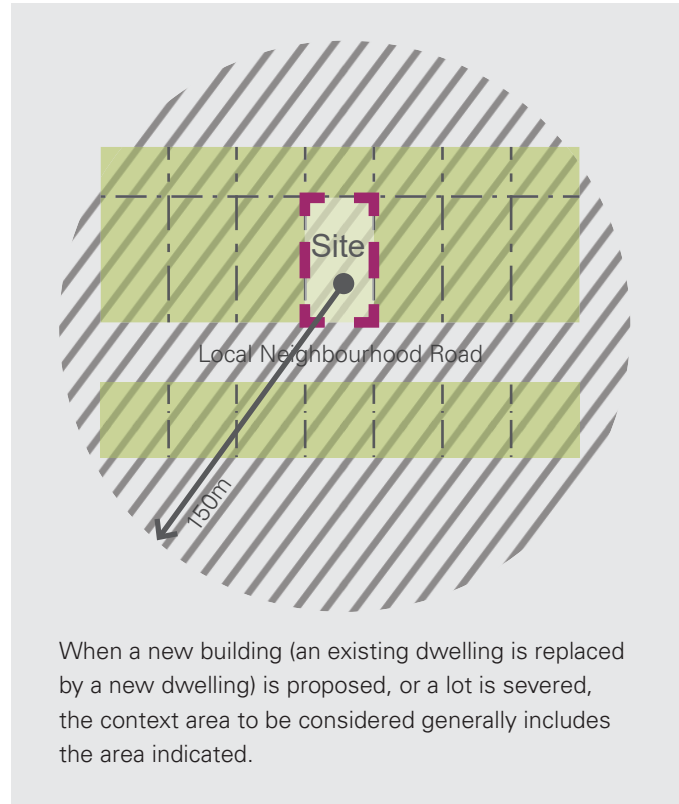 Site
Local Neighbourhood Road
150m
When a new building (an existing dwelling is replaced
by a new dwelling) is proposed, or a lot is severed,
the context area to be considered generally includes
the area indicated.